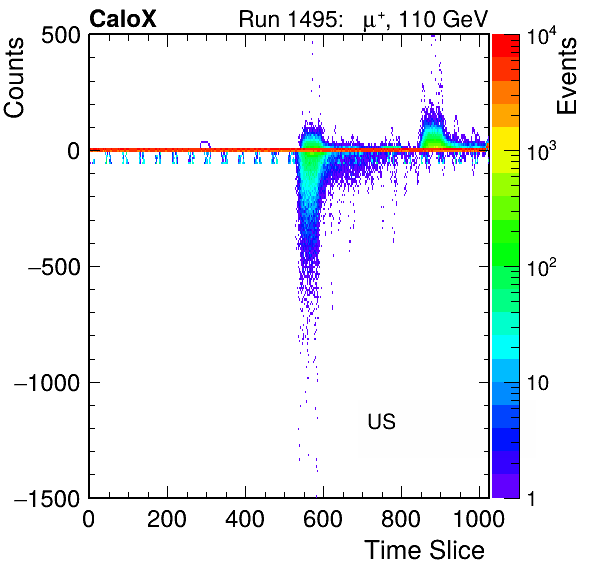 CaloX Run 1495: μ⁺, 110 GeV
Counts
Events
500
0
−500
−1000
−1500
0 200 400 600 800 1000
Time Slice
US
10⁴
10³
10²
10
1